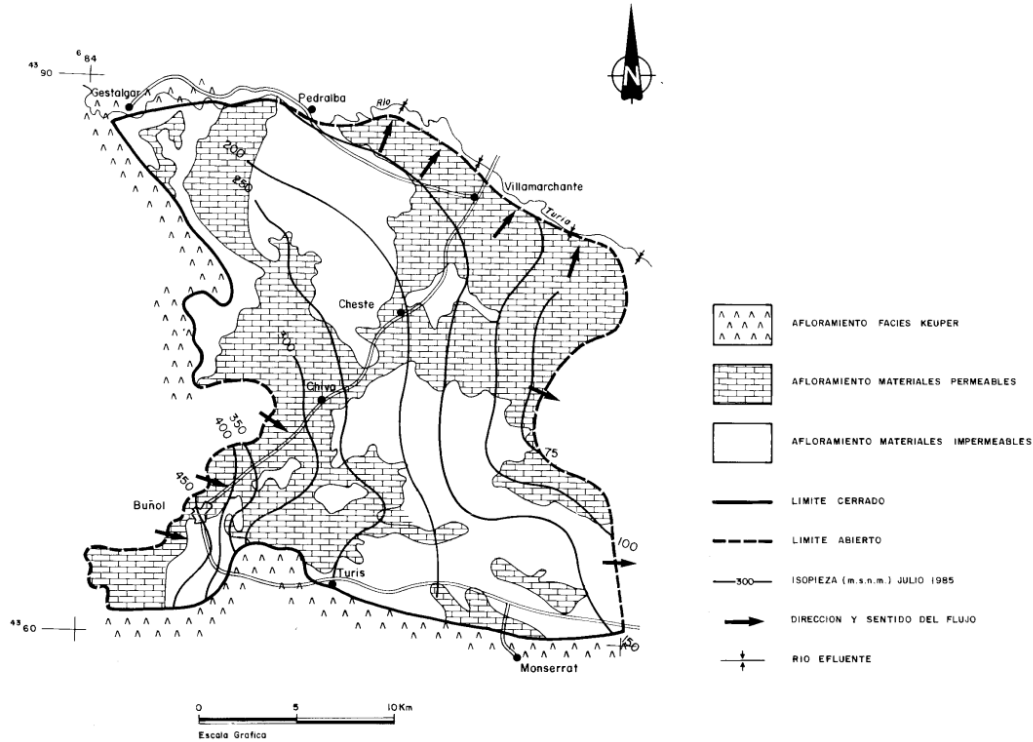 6 84
43 90
Gestalgar
Pedralba
Rio
N
200
250
Villamarchante
Turia
Cheste
300
Chiva
350
400
450
Buñol
75
100
Turis
150
43 60
Monserrat
0 5 10 Km
Escala Grafica
AFLORAMIENTO FACIES KEUPER
AFLORAMIENTO MATERIALES PERMEABLES
AFLORAMIENTO MATERIALES IMPERMEABLES
LIMITE CERRADO
LIMITE ABIERTO
300 ISOPIEZA (m.s.n.m.) JULIO 1985
DIRECCION Y SENTIDO DEL FLUJO
RIO EFLUENTE